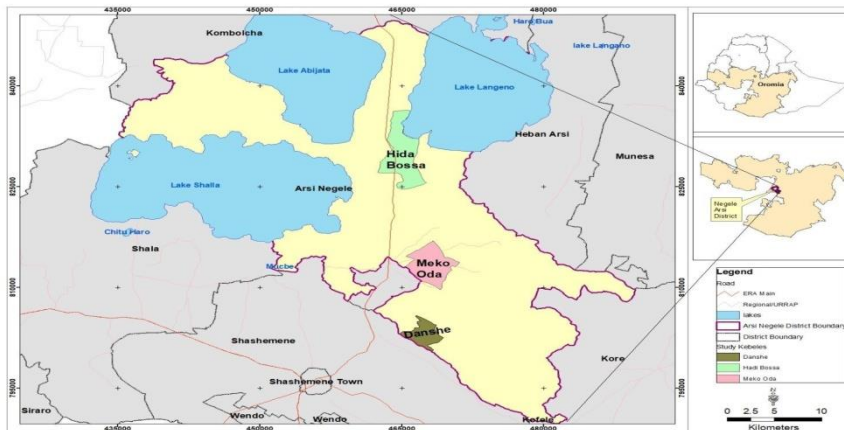 435000
450000
465000
480000
Kombolcha
Hare Bua
lake Langano
Lake Abijata
Lake Langeno
840000
840000
Heban Arsi
Hida
Bossa
Munesa
Lake Shalla
Arsi Negele
825000
825000
Chitu Haro
Shala
Mucbe
Meko
Oda
810000
810000
Danshe
Shashemene
Kore
Shashemene Town
795000
795000
Siraro
Wendo
Wendo
Kofele
435000
450000
465000
480000
Oromia
Negele
Arsi
District
Legend
Road
ERA Main
Regional/URRAP
lakes
Arsi Negele District Boundary
District Boundary
Study Kebeles
Danshe
Hadi Bossa
Meko Oda
0 2.5 5 10
Kilometers